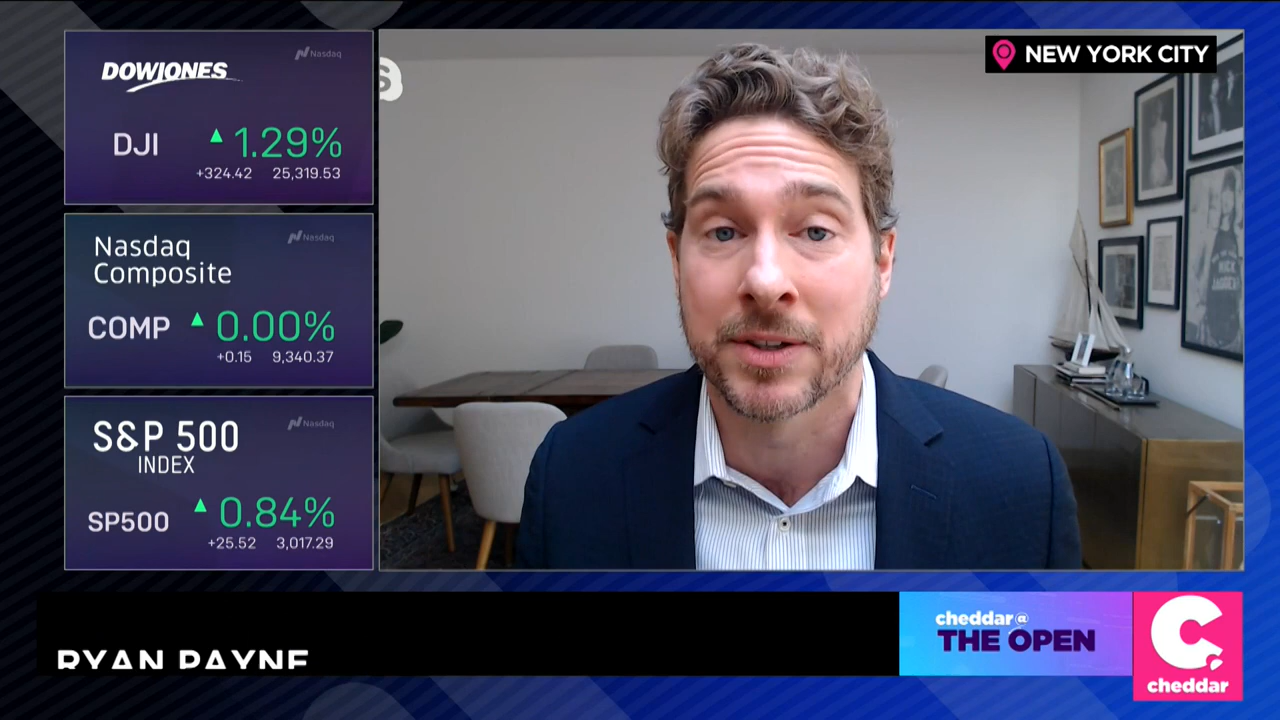 DOWJONES
Nasdaq
DJI
1.29%
+324.42 25,319.53
Nasdaq
Composite
Nasdaq
COMP
0.00%
+0.15 9,340.37
S&P 500
INDEX
Nasdaq
SP500
0.84%
+25.52 3,017.29
S
NEW YORK CITY
MICK
JAGGER
RYAN PAYNE
cheddar@
THE OPEN
C
cheddar